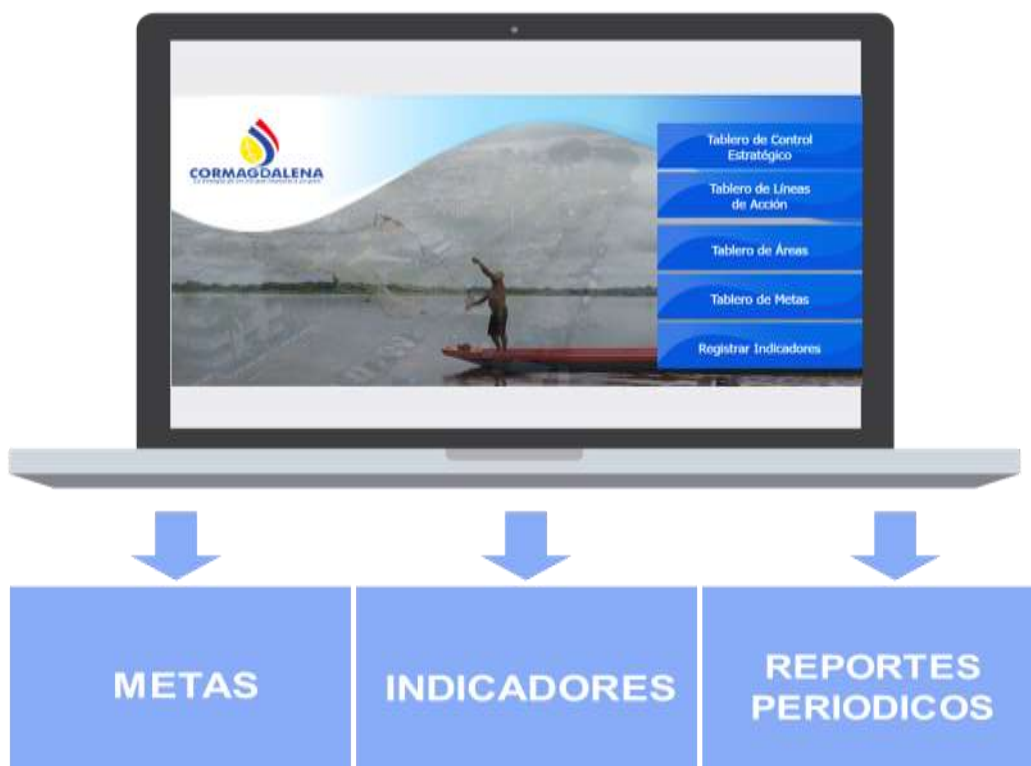 CORMAGDALENA
Tablero de Control
Estratégico
Tablero de Líneas
de Acción
Tablero de Áreas
Tablero de Metas
Registrar Indicadores
METAS
INDICADORES
REPORTES
PERIODICOS